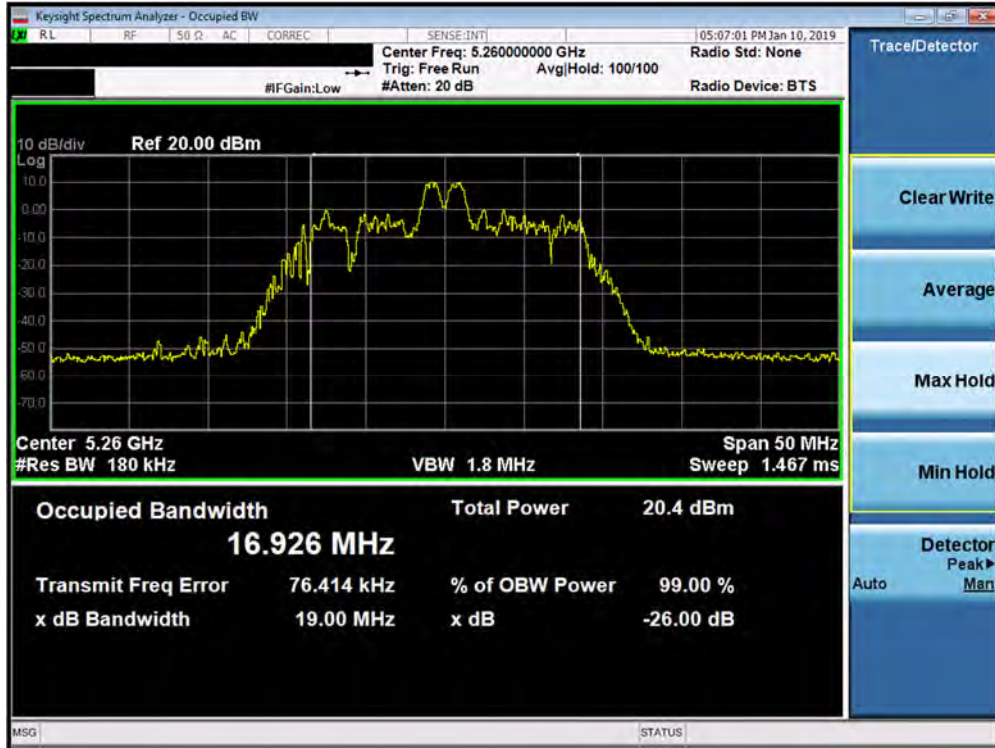 Keysight Spectrum Analyzer - Occupied BW
LXI RL RF 50 Ω AC CORREC SENSE:INT 05:07:01 PM Jan 10, 2019
Center Freq: 5.260000000 GHz Radio Std: None
Trig: Free Run Avg|Hold: 100/100
#IFGain:Low #Atten: 20 dB Radio Device: BTS
Trace/Detector
10 dB/div Ref 20.00 dBm
Log
10.0
0.00
-10.0
-20.0
-30.0
-40.0
-50.0
-60.0
-70.0
Center 5.26 GHz Span 50 MHz
#Res BW 180 kHz VBW 1.8 MHz Sweep 1.467 ms
Occupied Bandwidth Total Power 20.4 dBm
16.926 MHz
Transmit Freq Error 76.414 kHz % of OBW Power 99.00 %
x dB Bandwidth 19.00 MHz x dB -26.00 dB
Clear Write
Average
Max Hold
Min Hold
Detector
Peak▶
Auto Man
MSG STATUS